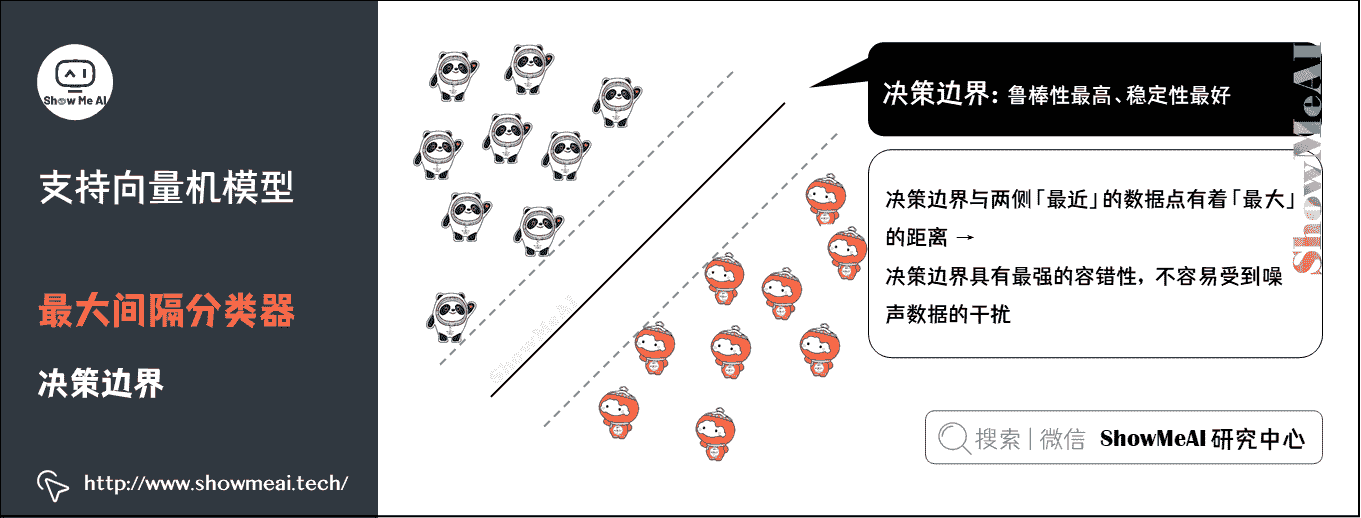 Show Me AI
支持向量机模型
最大间隔分类器
决策边界
http://www.showmeai.tech/
ShowMeAI
决策边界: 鲁棒性最高、稳定性最好
决策边界与两侧「最近」的数据点有着「最大」
的距离 →
决策边界具有最强的容错性, 不容易受到噪
声数据的干扰
ShowMeAI
搜索 | 微信 ShowMeAI 研究中心